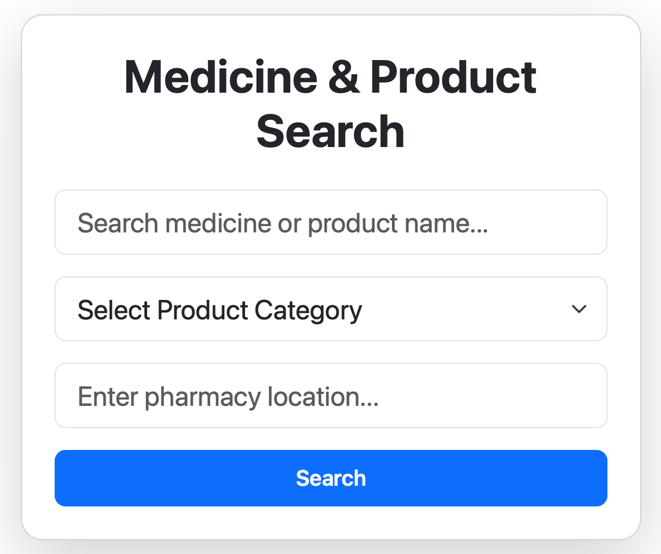 Medicine & Product
Search
Search medicine or product name...
Select Product Category
Enter pharmacy location...
Search